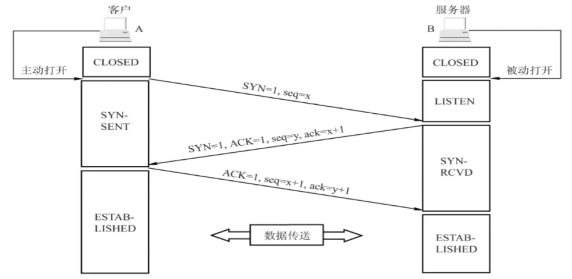 客户
服务器
A
B
CLOSED
CLOSED
主动打开
被动打开
SYN=1, seq=x
LISTEN
SYN-
SENT
SYN=1, ACK=1, seq=y, ack=x+1
SYN-
RCVD
ACK=1, seq=x+1, ack=y+1
ESTAB-
LISHED
数据传送
ESTAB-
LISHED